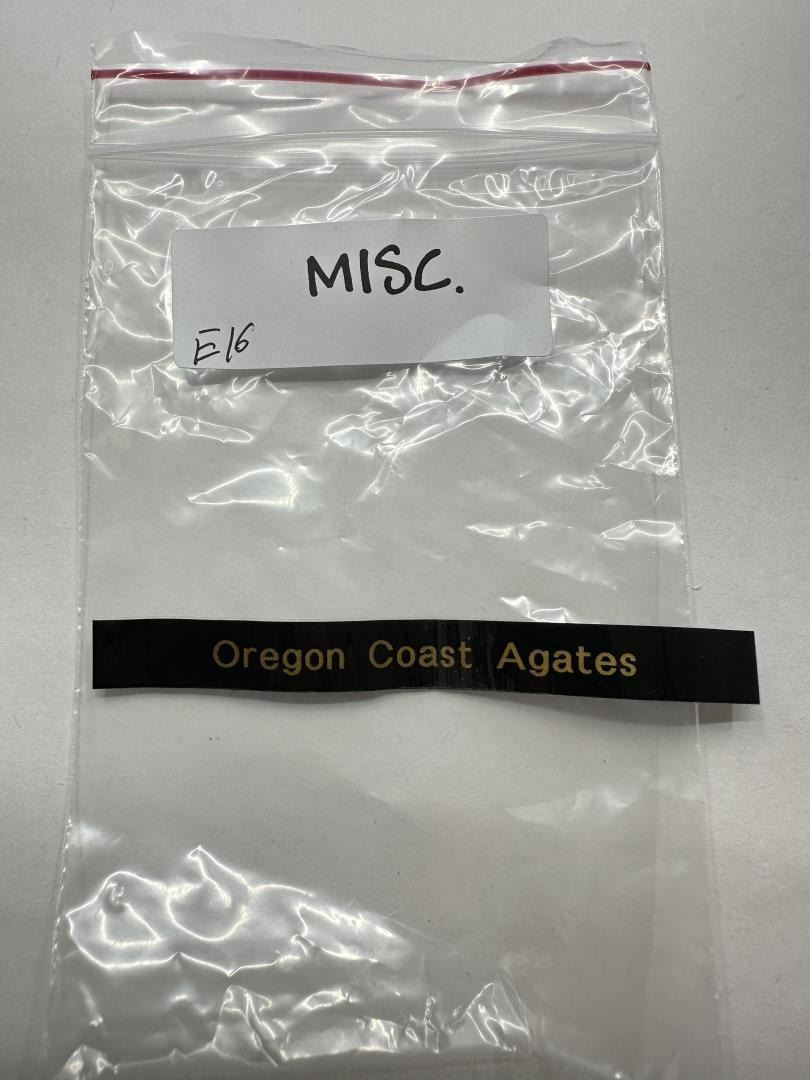 MISC.
E16
Oregon Coast Agates